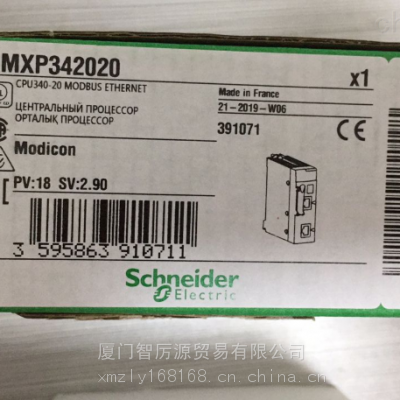 MXP342020
CPU340-20 MODBUS ETHERNET
x1
ЦЕНТРАЛЬНЫЙ ПРОЦЕССОР
ОРТАЛЫҚ ПРОЦЕССОР
Made in France
21-2019-W06
391071
CE
Modicon
PV:18 SV:2.90
3 595863 910711
Schneider
Electric
厦门智厉源贸易有限公司
xmzly168168.cn.china.cn